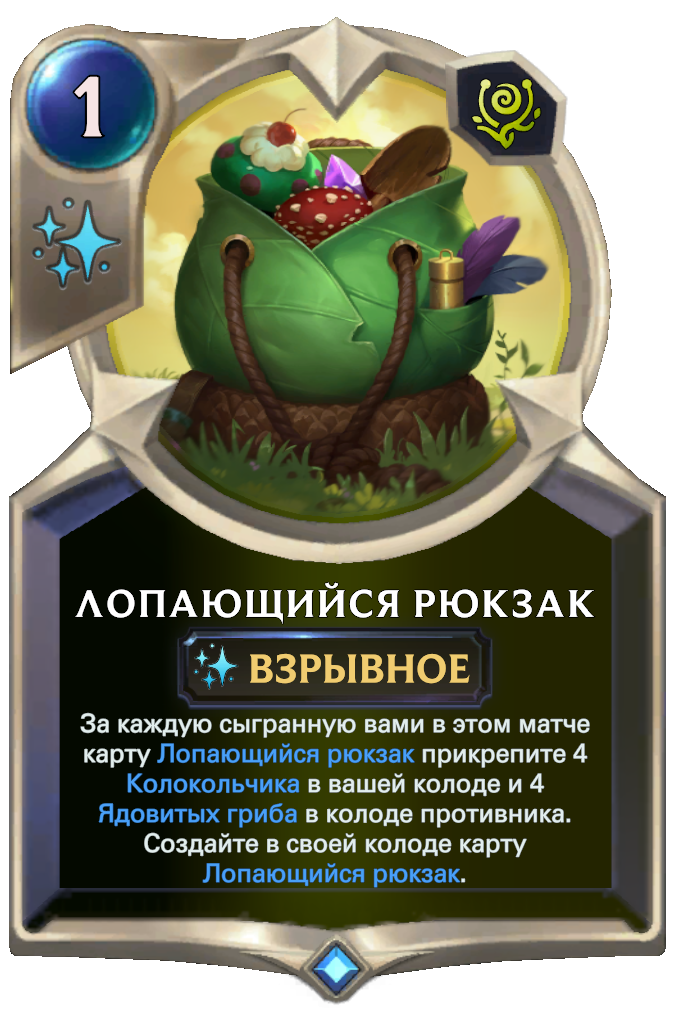 1
ЛОПАЮЩИЙСЯ РЮКЗАК
ВЗРЫВНОЕ
За каждую сыгранную вами в этом матче
карту Лопающийся рюкзак прикрепите 4
Колокольчика в вашей колоде и 4
Ядовитых гриба в колоде противника.
Создайте в своей колоде карту
Лопающийся рюкзак.